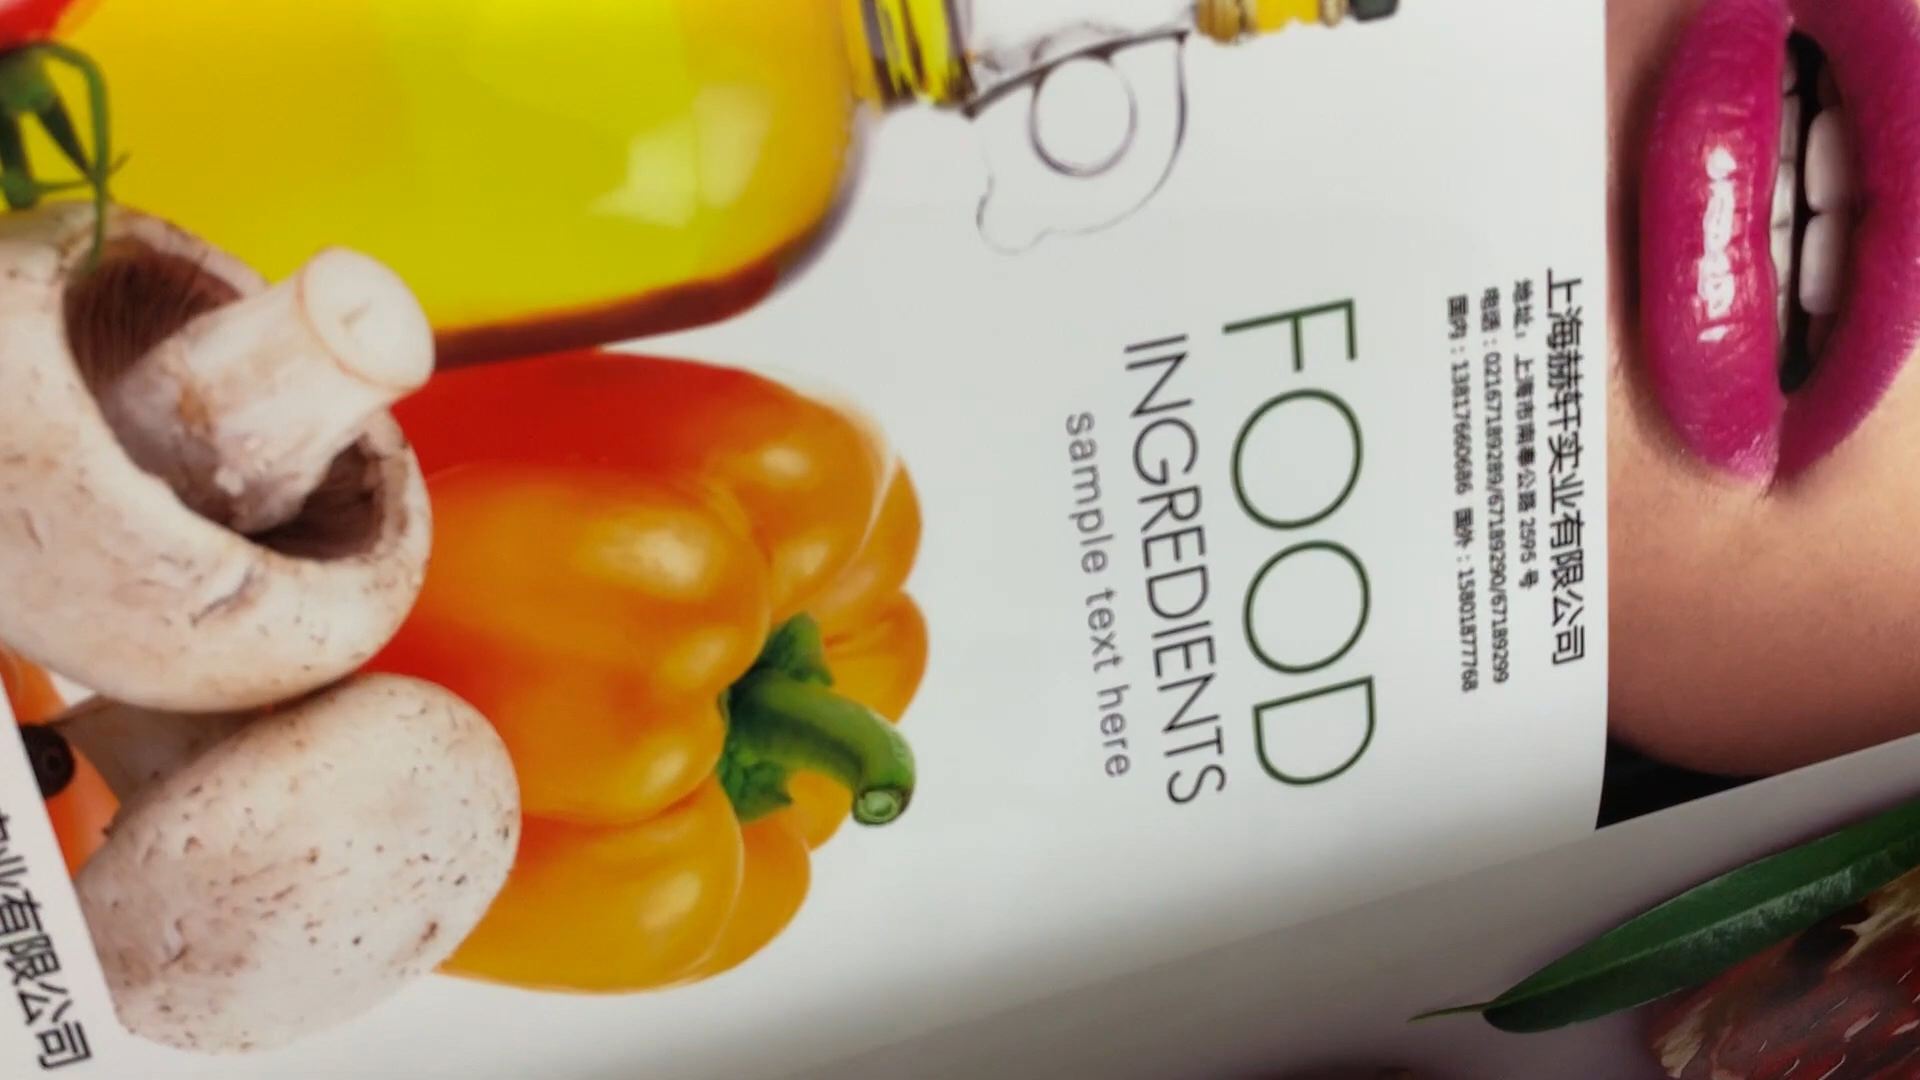 上海赫轩实业有限公司
地址：上海市南奉公路 2595 号
电话：02167189289/67189290/67189299
国内：13817660686 国外：15801877768
FOOD
INGREDIENTS
sample text here
业有限公司